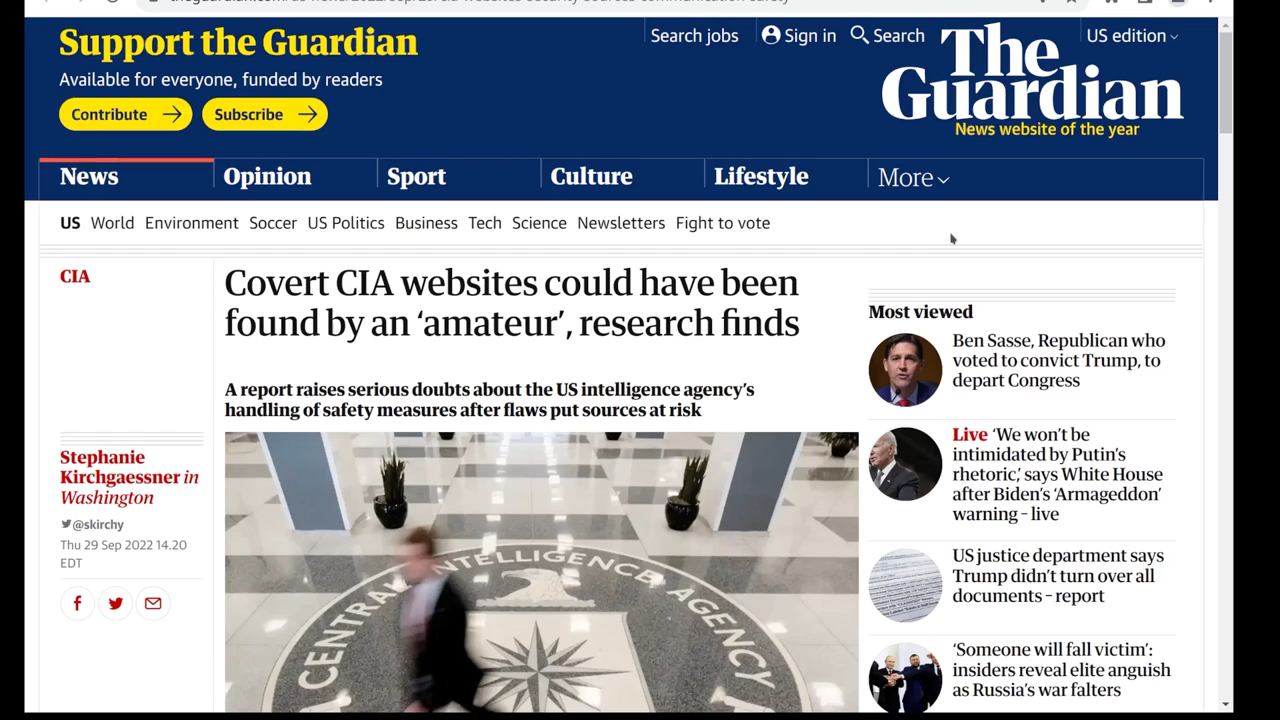 Support the Guardian
Available for everyone, funded by readers
Contribute
Subscribe
Search jobs
Sign in
Search
US edition
The
Guardian
News website of the year
News
Opinion
Sport
Culture
Lifestyle
More
US World Environment Soccer US Politics Business Tech Science Newsletters Fight to vote
CIA
Covert CIA websites could have been
found by an ‘amateur’, research finds
A report raises serious doubts about the US intelligence agency’s
handling of safety measures after flaws put sources at risk
Stephanie
Kirchgaessner in
Washington
@skirchy
Thu 29 Sep 2022 14.20
EDT
CENTRAL INTELLIGENCE AGENCY
Most viewed
Ben Sasse, Republican who
voted to convict Trump, to
depart Congress
Live ‘We won’t be
intimidated by Putin’s
rhetoric,’ says White House
after Biden’s ‘Armageddon’
warning – live
US justice department says
Trump didn’t turn over all
documents – report
‘Someone will fall victim’:
insiders reveal elite anguish
as Russia’s war falters